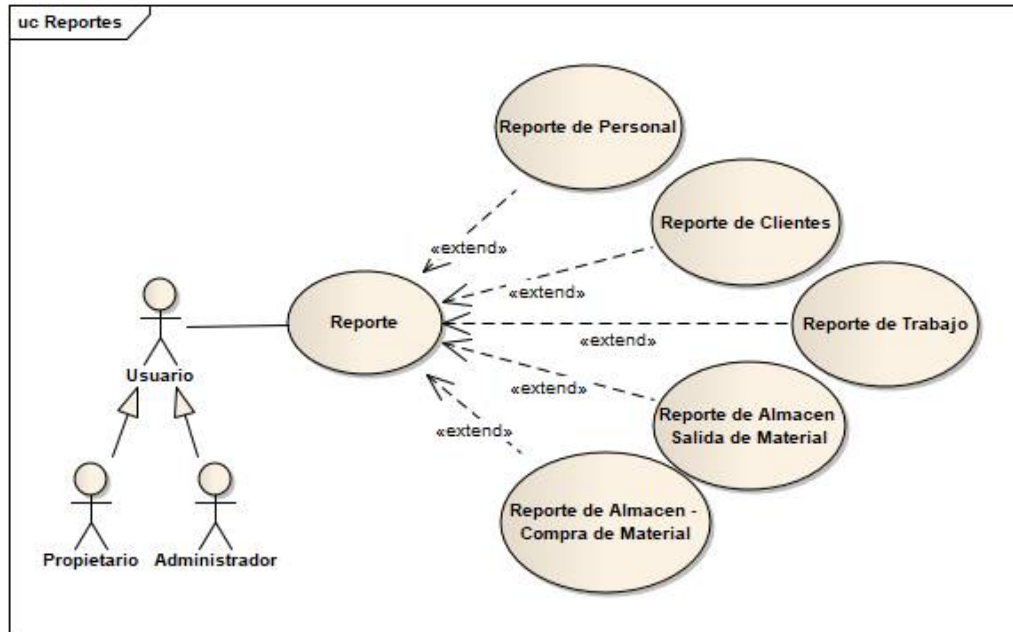 uc Reportes
Reporte de Personal
«extend»
Reporte de Clientes
«extend»
Reporte
Reporte de Trabajo
«extend»
Usuario
«extend»
Reporte de Almacen
Salida de Material
«extend»
Reporte de Almacen -
Compra de Material
Propietario
Administrador